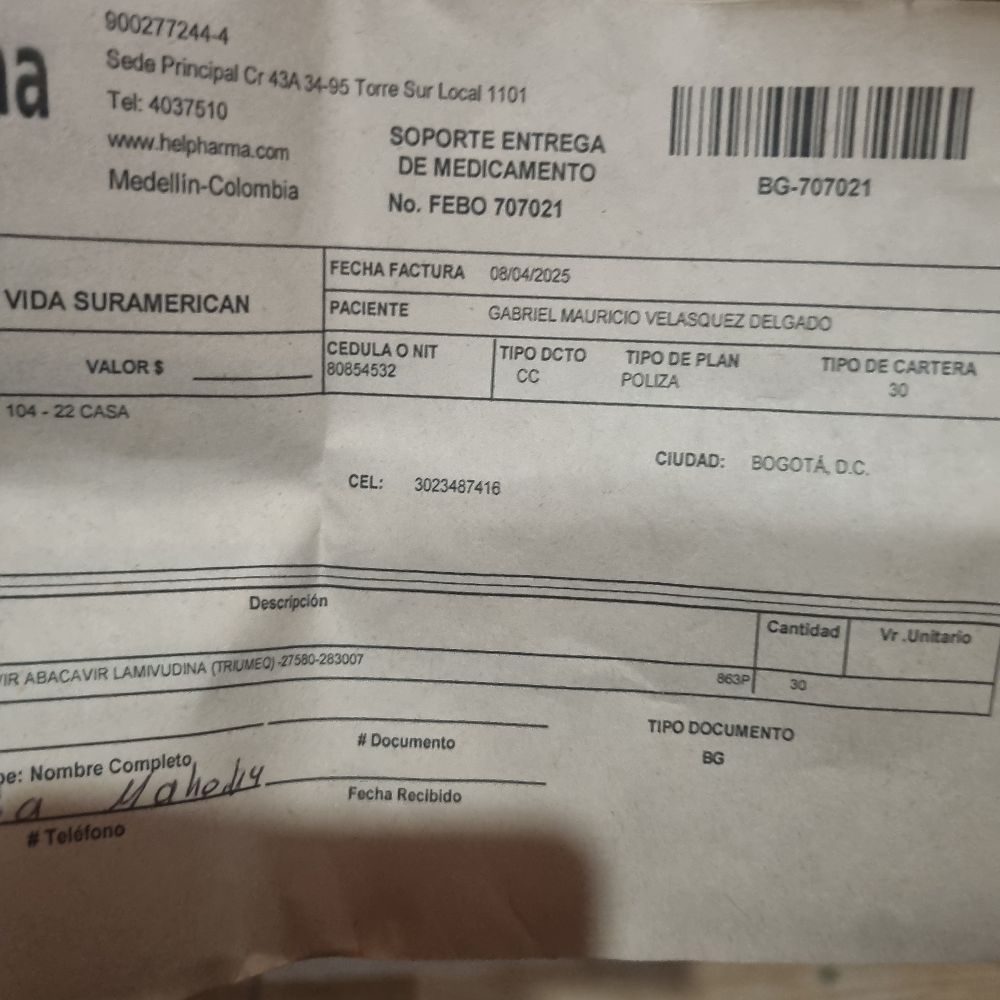 900277244-4
Sede Principal Cr 43A 34-95 Torre Sur Local 1101
Tel: 4037510
www.helpharma.com
Medellín-Colombia
SOPORTE ENTREGA
DE MEDICAMENTO
No. FEBO 707021
BG-707021
FECHA FACTURA 08/04/2025
VIDA SURAMERICAN
PACIENTE GABRIEL MAURICIO VELASQUEZ DELGADO
VALOR $
CEDULA O NIT TIPO DCTO TIPO DE PLAN TIPO DE CARTERA
80854532 CC POLIZA 30
104 - 22 CASA
CIUDAD: BOGOTÁ, D.C.
CEL: 3023487416
Descripción Cantidad Vr .Unitario
ABACAVIR LAMIVUDINA (TRIUMEQ) -27580-283007 863P 30
# Documento TIPO DOCUMENTO
BG
Nombre Completo
Fecha Recibido
# Teléfono